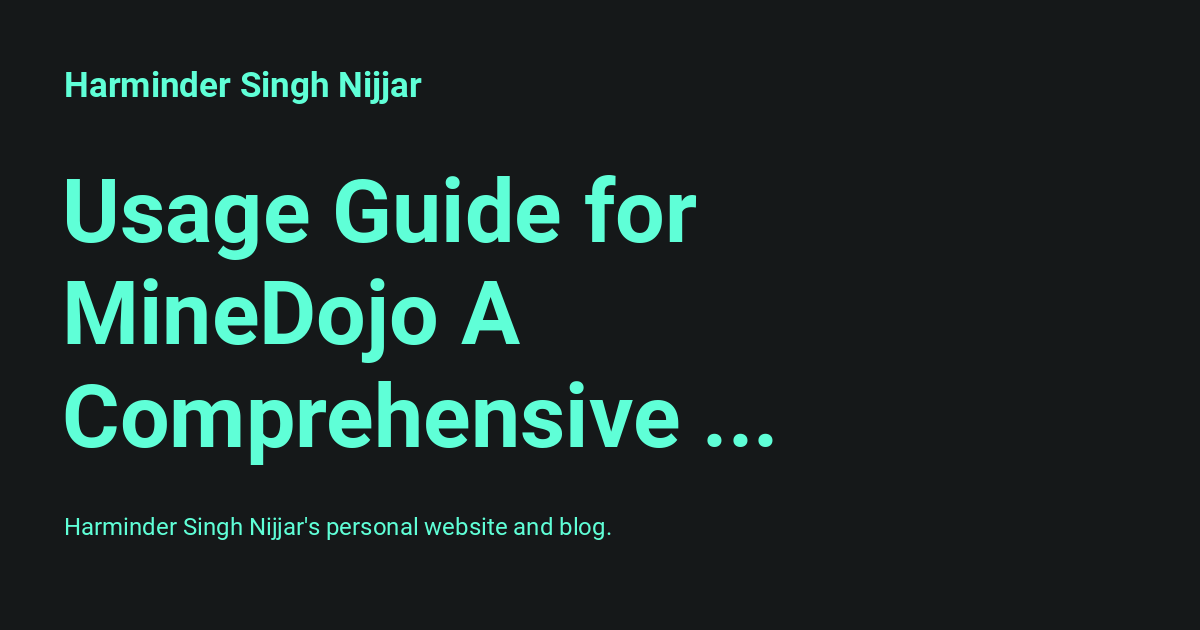 Harminder Singh Nijjar
Usage Guide for
MineDojo A
Comprehensive ...
Harminder Singh Nijjar's personal website and blog.